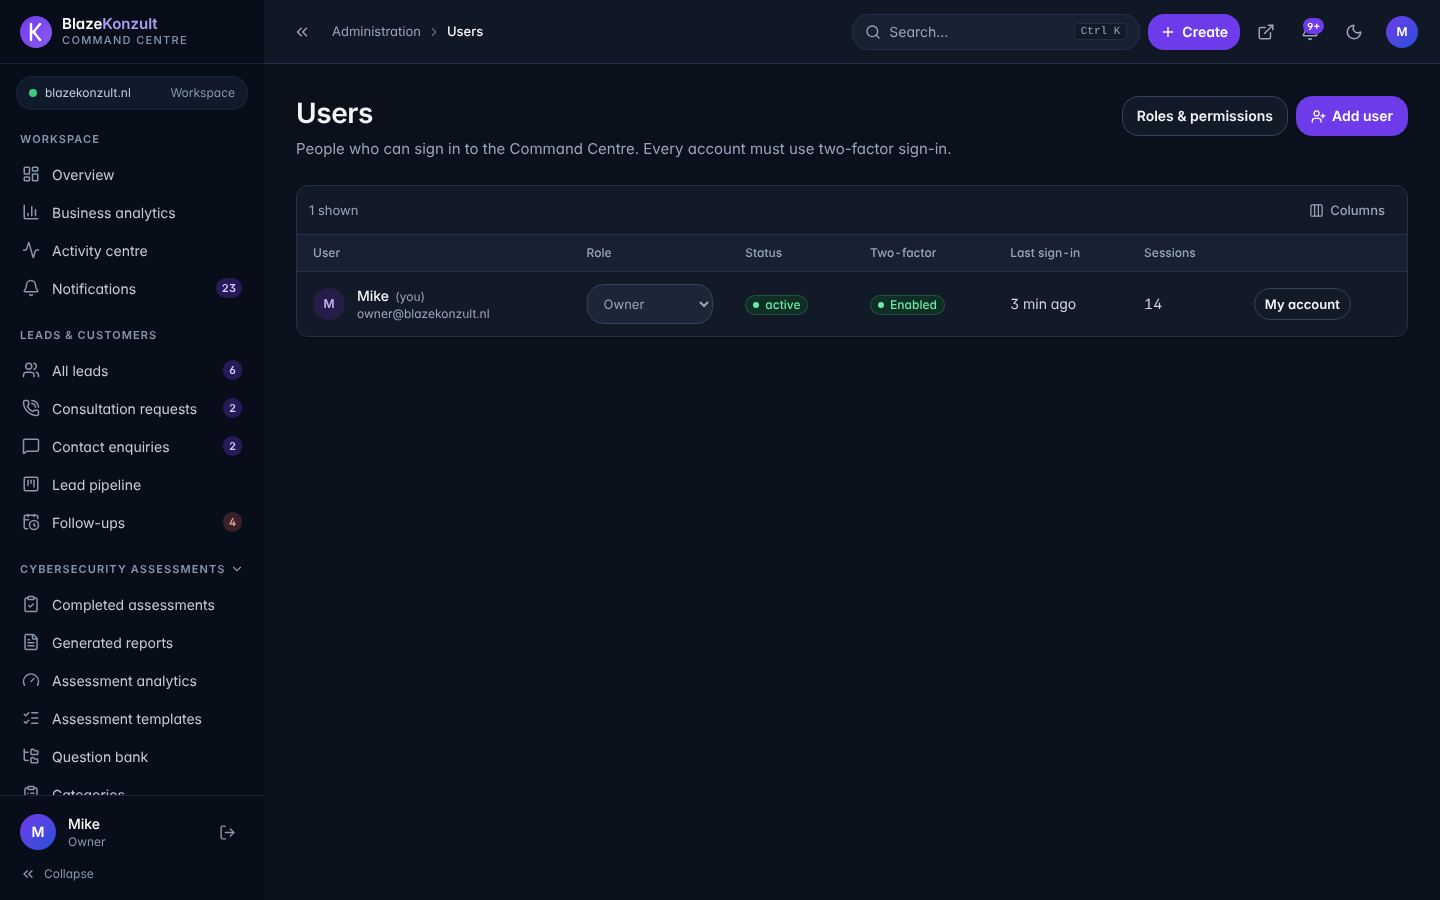 BlazeKonzult
COMMAND CENTRE
Administration > Users
Search...
Ctrl K
+ Create
9+
M
blazekonzult.nl
Workspace
WORKSPACE
Overview
Business analytics
Activity centre
Notifications 23
LEADS & CUSTOMERS
All leads 6
Consultation requests 2
Contact enquiries 2
Lead pipeline
Follow-ups 4
CYBERSECURITY ASSESSMENTS
Completed assessments
Generated reports
Assessment analytics
Assessment templates
Question bank
Categories
M
Mike
Owner
Collapse
Users
People who can sign in to the Command Centre. Every account must use two-factor sign-in.
Roles & permissions
Add user
1 shown
Columns
User Role Status Two-factor Last sign-in Sessions
M
Mike (you)
owner@blazekonzult.nl
Owner
active
Enabled
3 min ago
14
My account